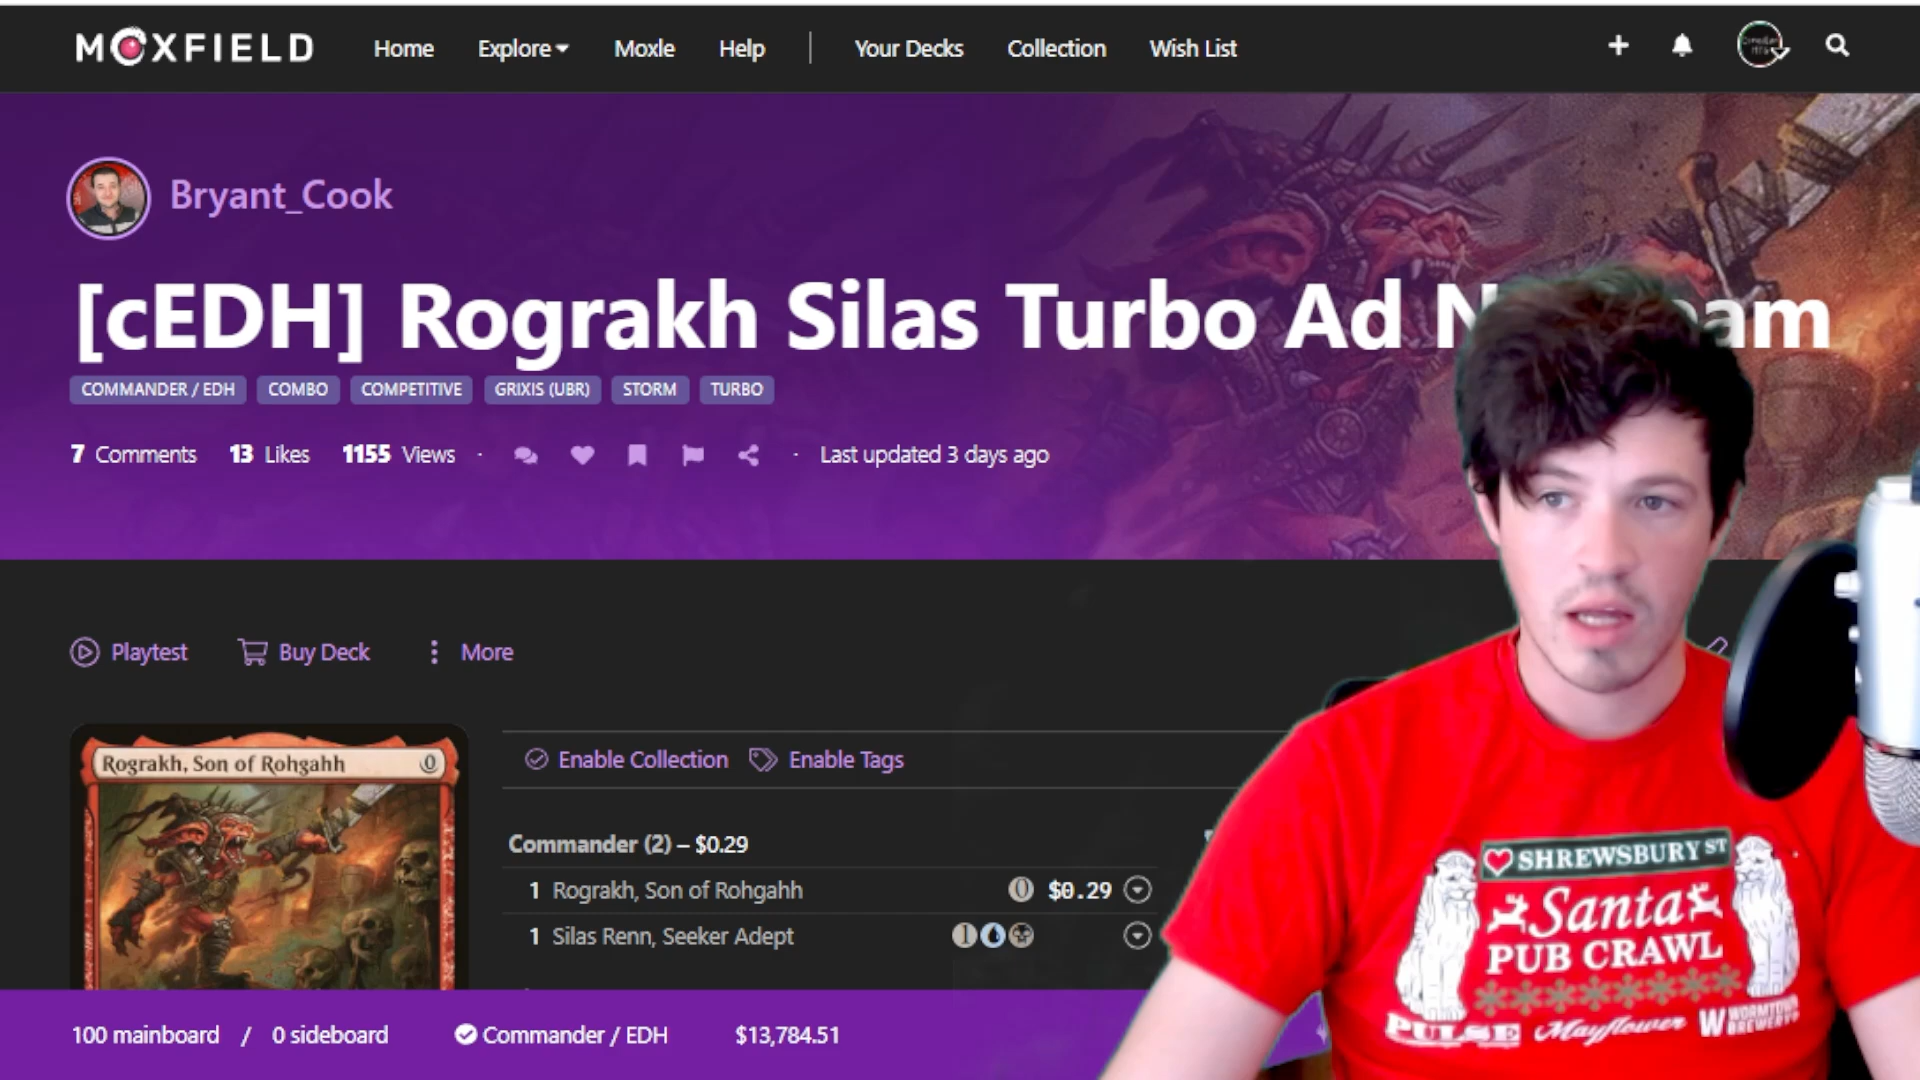 MOXFIELD Home Explore Moxle Help Your Decks Collection Wish List
Bryant_Cook
[cEDH] Rograkh Silas Turbo Ad N am
COMMANDER / EDH COMBO COMPETITIVE GRIXIS (UBR) STORM TURBO
7 Comments 13 Likes 1155 Views · · Last updated 3 days ago
Playtest Buy Deck More
Rograkh, Son of Rohgahh 0
Enable Collection Enable Tags
Commander (2) – $0.29
1 Rograkh, Son of Rohgahh 0 $0.29
1 Silas Renn, Seeker Adept 1
100 mainboard / 0 sideboard Commander / EDH $13,784.51
SHREWSBURY ST
Santa
PUB CRAWL
PULSE Mayflower WORMTOWN
BREWERY